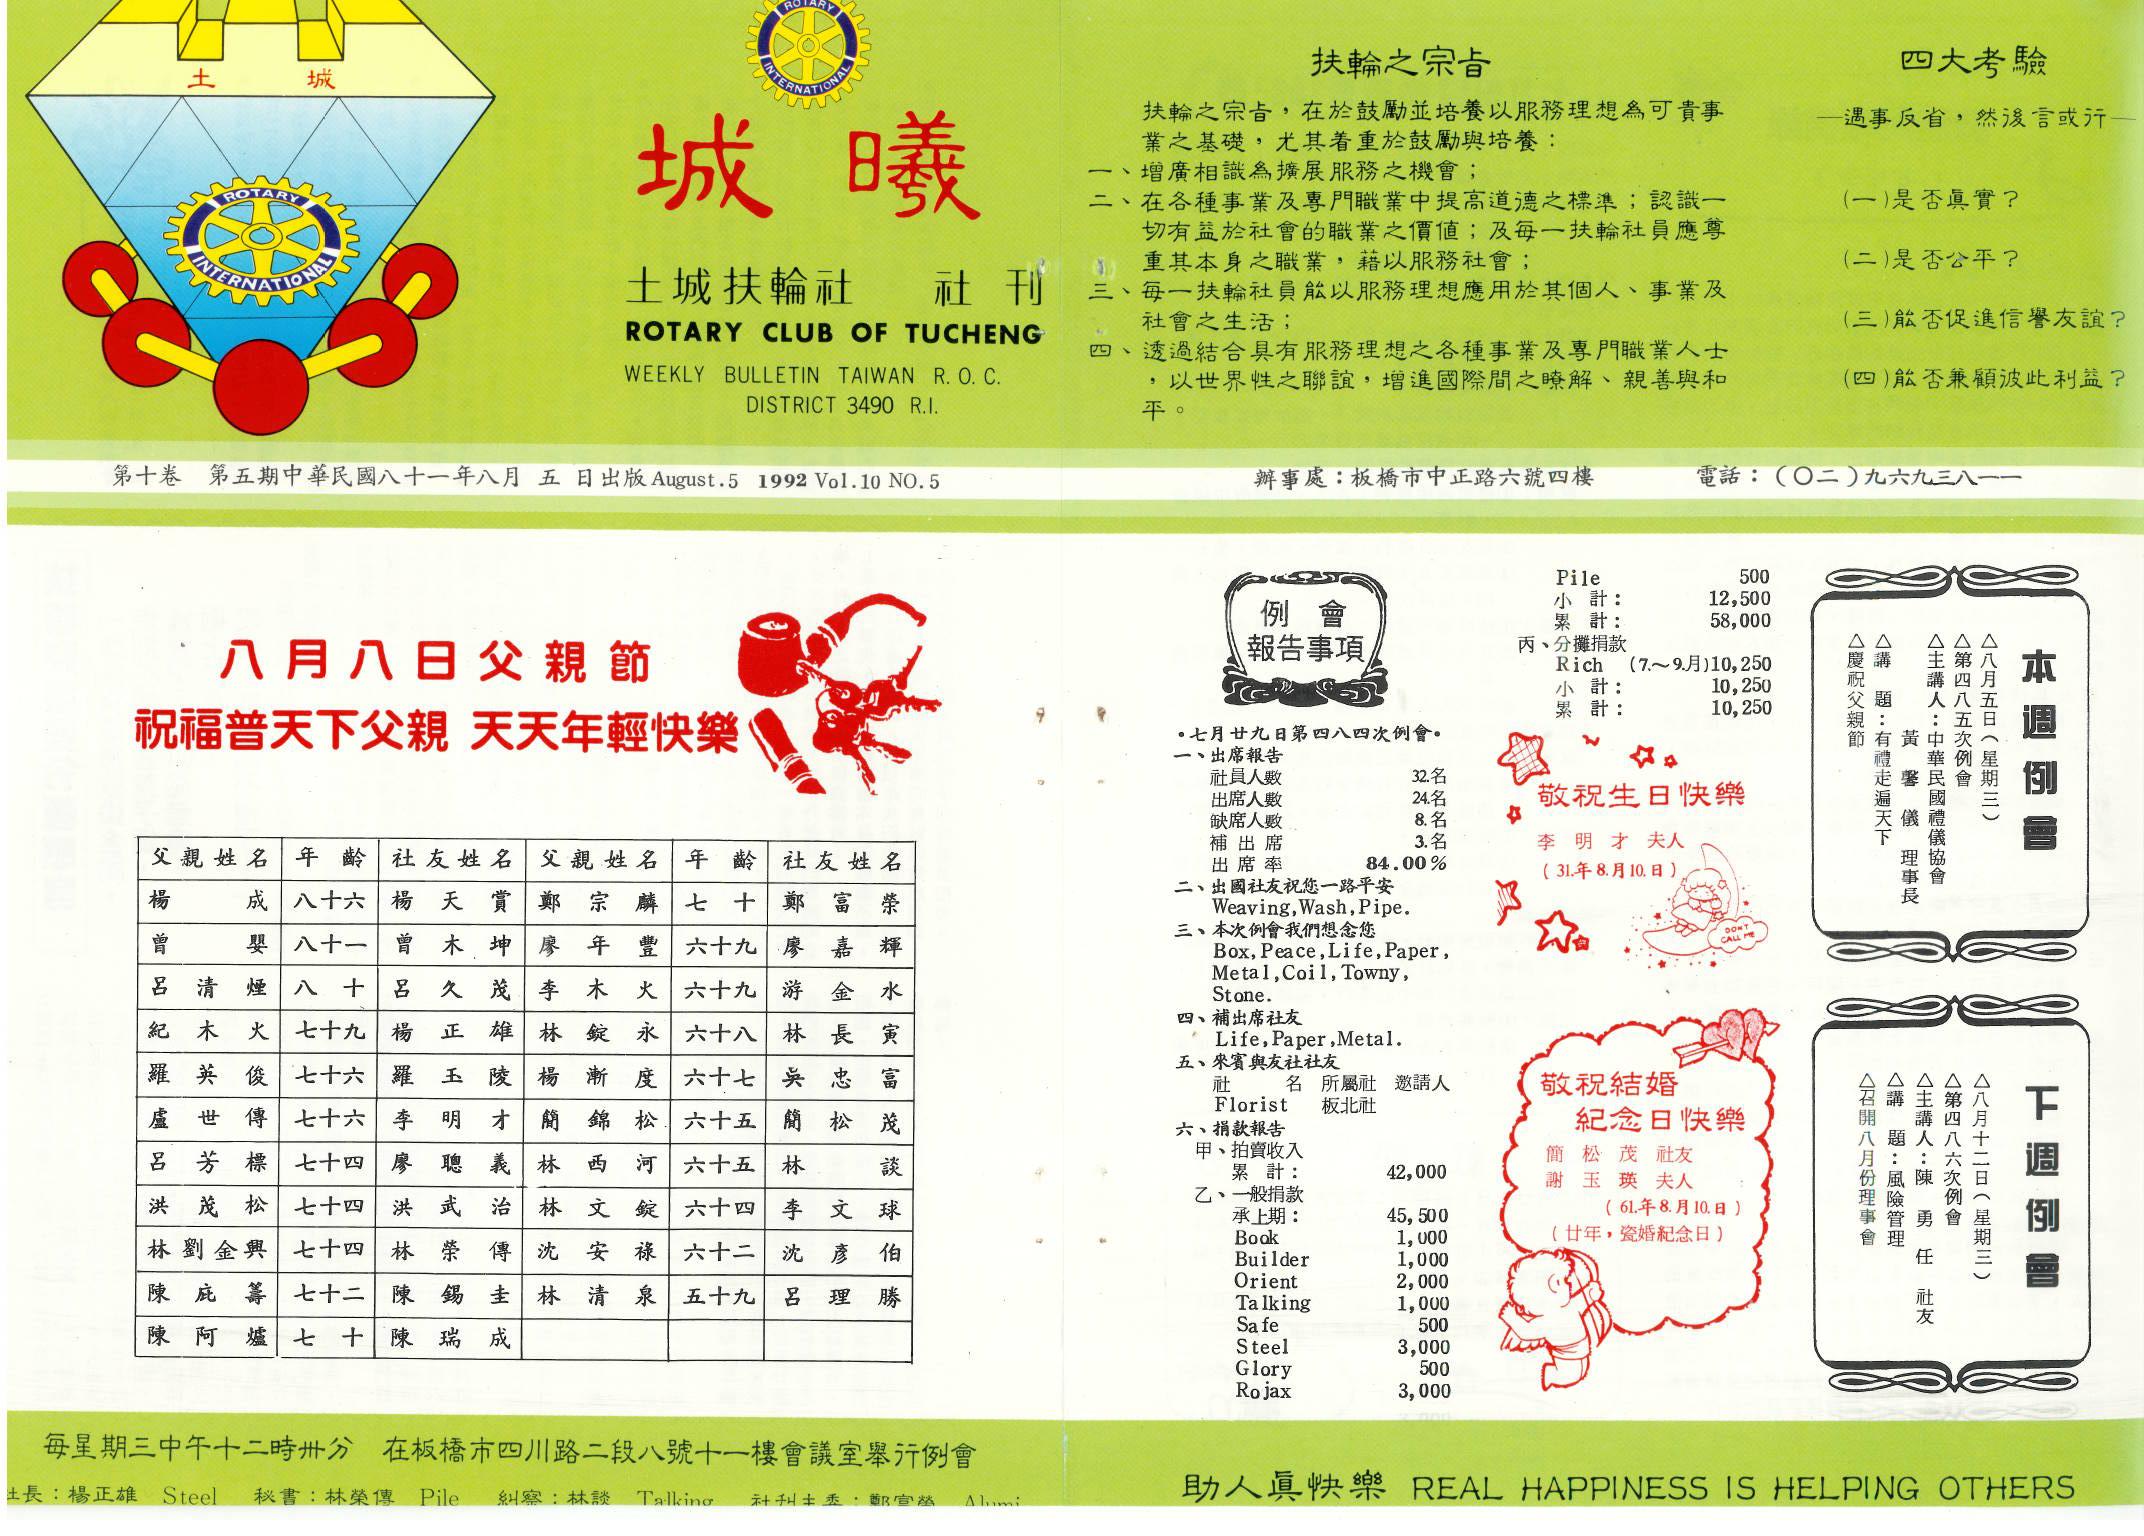 土 城
ROTARY
INTERNATIONAL
ROTARY
INTERNATIONAL
城 曦
土城扶輪社 社刊
ROTARY CLUB OF TUCHENG
WEEKLY BULLETIN TAIWAN R. O. C.
DISTRICT 3490 R.I.
扶輪之宗旨
扶輪之宗旨，在於鼓勵並培養以服務理想為可貴事
業之基礎，尤其着重於鼓勵與培養：
一、增廣相識為擴展服務之機會；
二、在各種事業及專門職業中提高道德之標準；認識一
切有益於社會的職業之價值；及每一扶輪社員應尊
重其本身之職業，藉以服務社會；
三、每一扶輪社員能以服務理想應用於其個人、事業及
社會之生活；
四、透過結合具有服務理想之各種事業及專門職業人士
，以世界性之聯誼，增進國際間之瞭解、親善與和
平。
四大考驗
—遇事反省，然後言或行—
(一)是否眞實？
(二)是否公平？
(三)能否促進信譽友誼？
(四)能否兼顧彼此利益？
第十卷 第五期中華民國八十一年八月 五 日出版August.5 1992 Vol.10 NO.5
辦事處：板橋市中正路六號四樓 電話：（〇二）九六九三八一一
八月八日父親節
祝福普天下父親 天天年輕快樂
父親姓名 年齡 社友姓名 父親姓名 年齡 社友姓名
楊成 八十六 楊天賞 鄭宗麟 七十 鄭富榮
曾嬰 八十一 曾木坤 廖年豐 六十九 廖嘉輝
呂清煙 八十 呂久茂 李木火 六十九 游金水
紀木火 七十九 楊正雄 林錠永 六十八 林長寅
羅英俊 七十六 羅玉陵 楊漸度 六十七 吳忠富
盧世傳 七十六 李明才 簡錦松 六十五 簡松茂
呂芳標 七十四 廖聰義 林西河 六十五 林談
洪茂松 七十四 洪武治 林文錠 六十四 李文球
林劉金興 七十四 林榮傳 沈安祿 六十二 沈彥伯
陳庇籌 七十二 陳錫圭 林清泉 五十九 呂理勝
陳阿爐 七十 陳瑞成
例會
報告事項
•七月廿九日第四八四次例會•
一、出席報告
社員人數 32.名
出席人數 24.名
缺席人數 8.名
補出席 3.名
出席率 84.00%
二、出國社友祝您一路平安
Weaving,Wash,Pipe.
三、本次例會我們想念您
Box,Peace,Life,Paper,
Metal,Coil,Towny,
Stone.
四、補出席社友
Life,Paper,Metal.
五、來賓與友社社友
社名 所屬社 邀請人
Florist 板北社
六、捐款報告
甲、拍賣收入
累計： 42,000
乙、一般捐款
承上期： 45,500
Book 1,000
Builder 1,000
Orient 2,000
Talking 1,000
Safe 500
Steel 3,000
Glory 500
Rojax 3,000
Pile 500
小計： 12,500
累計： 58,000
丙、分攤捐款
Rich (7.～9.月)10,250
小計： 10,250
累計： 10,250
敬祝生日快樂
李明才 夫人
(31.年8.月10.日)
DON'T
CALL ME
敬祝結婚
紀念日快樂
簡松茂 社友
謝玉瑛 夫人
(61.年8.月10.日)
(廿年，瓷婚紀念日)
本週例會
△八月五日（星期三）
△第四八五次例會
△主講人：中華民國禮儀協會
黃馨儀 理事長
△講題：有禮走遍天下
△慶祝父親節
下週例會
△八月十二日（星期三）
△第四八六次例會
△主講人：陳勇任 社友
△講題：風險管理
△召開八月份理事會
每星期三中午十二時卅分 在板橋市四川路二段八號十一樓會議室舉行例會
社長：楊正雄 Steel 秘書：林榮傳 Pile 糾察：林談 Talking 社刊主委：鄭富榮 Alumi
助人眞快樂 REAL HAPPINESS IS HELPING OTHERS